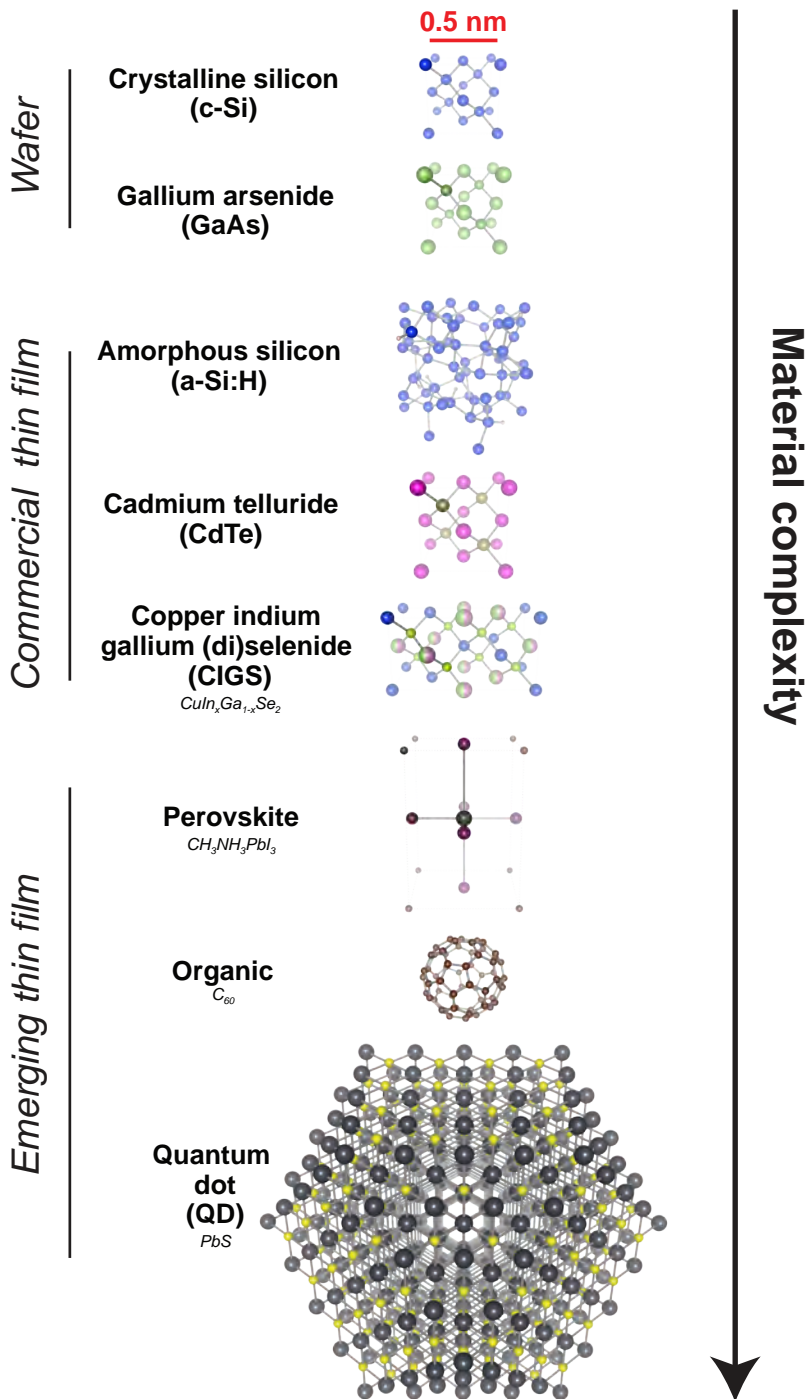 0.5 nm
Wafer
Crystalline silicon
(c-Si)
Gallium arsenide
(GaAs)
Commercial thin film
Amorphous silicon
(a-Si:H)
Cadmium telluride
(CdTe)
Copper indium
gallium (di)selenide
(CIGS)
CuInₓGa₁₋ₓSe₂
Emerging thin film
Perovskite
CH₃NH₃PbI₃
Organic
C₆₀
Quantum
dot
(QD)
PbS
Material complexity